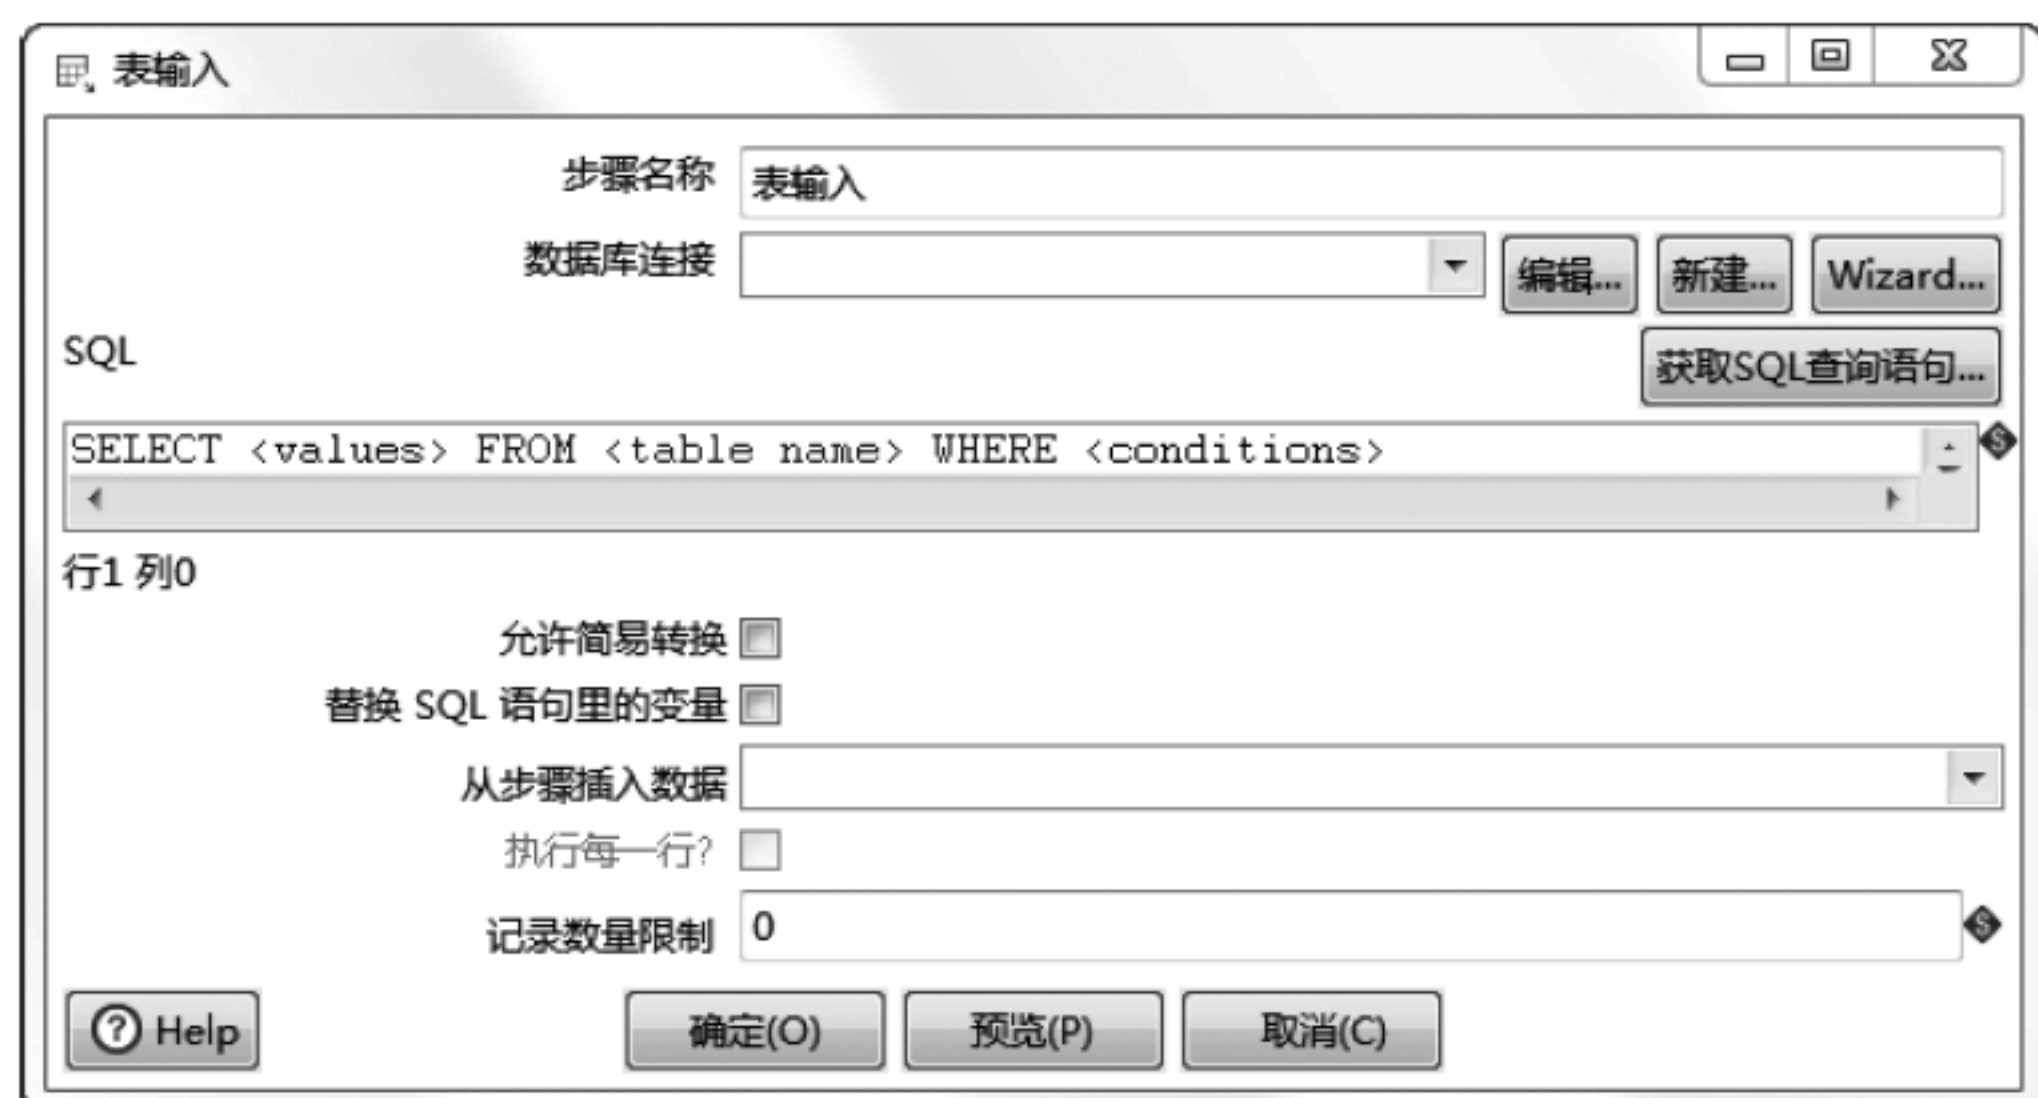 表输入
步骤名称 表输入
数据库连接 编辑... 新建... Wizard...
SQL 获取SQL查询语句...
SELECT <values> FROM <table name> WHERE <conditions>
行1 列0
允许简易转换
替换 SQL 语句里的变量
从步骤插入数据
执行每一行?
记录数量限制 0
Help 确定(O) 预览(P) 取消(C)